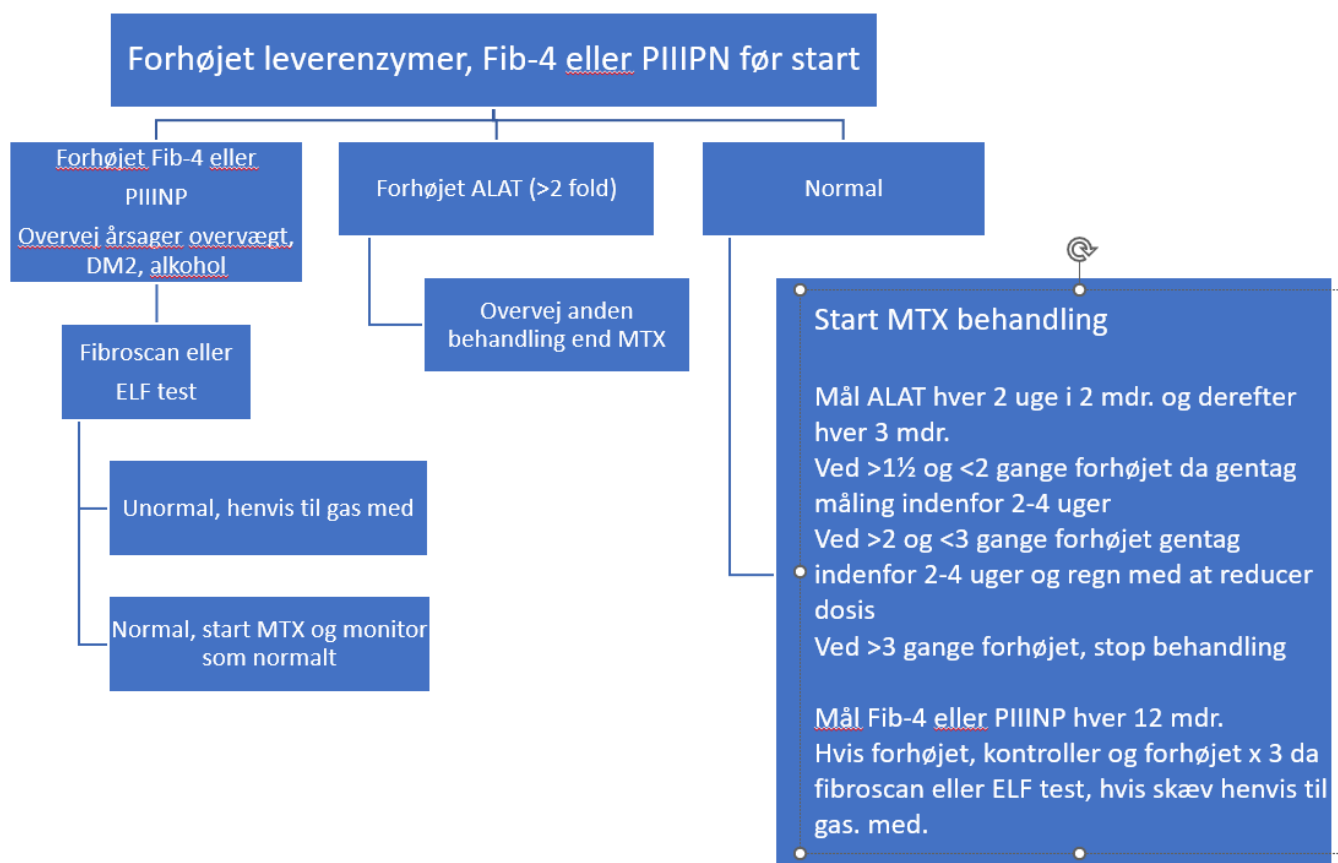 Forhøjet leverenzymer, Fib-4 eller PIIIPN før start
Forhøjet Fib-4 eller
PIIINP
Overvej årsager overvægt,
DM2, alkohol
Fibroscan eller
ELF test
Unormal, henvis til gas med
Normal, start MTX og monitor
som normalt
Forhøjet ALAT (>2 fold)
Overvej anden
behandling end MTX
Normal
Start MTX behandling
Mål ALAT hver 2 uge i 2 mdr. og derefter
hver 3 mdr.
Ved >1½ og <2 gange forhøjet da gentag
måling indenfor 2-4 uger
Ved >2 og <3 gange forhøjet gentag
indenfor 2-4 uger og regn med at reducer
dosis
Ved >3 gange forhøjet, stop behandling
Mål Fib-4 eller PIIINP hver 12 mdr.
Hvis forhøjet, kontroller og forhøjet x 3 da
fibroscan eller ELF test, hvis skæv henvis til
gas. med.